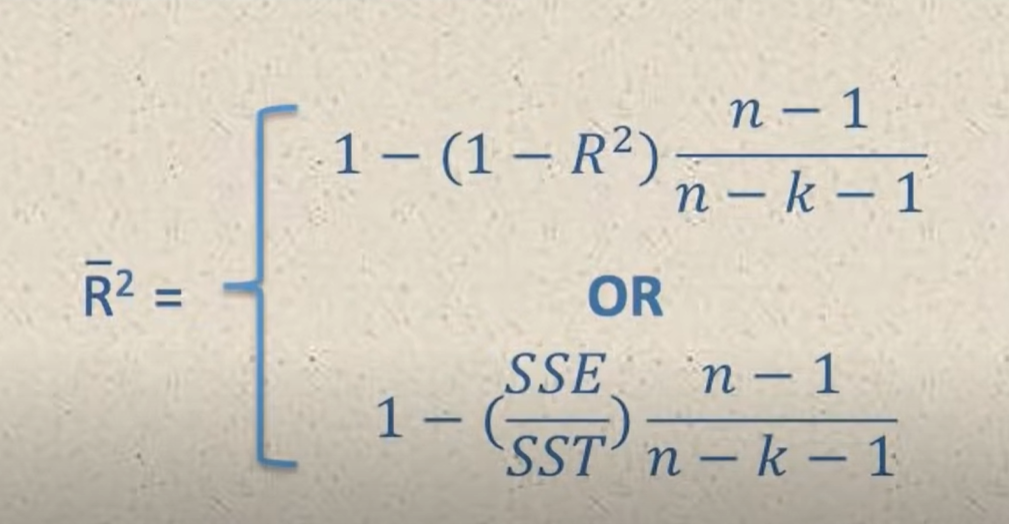 R̄² =
1 − (1 − R²) (n − 1)/(n − k − 1)
OR
1 − (SSE/SST) (n − 1)/(n − k − 1)